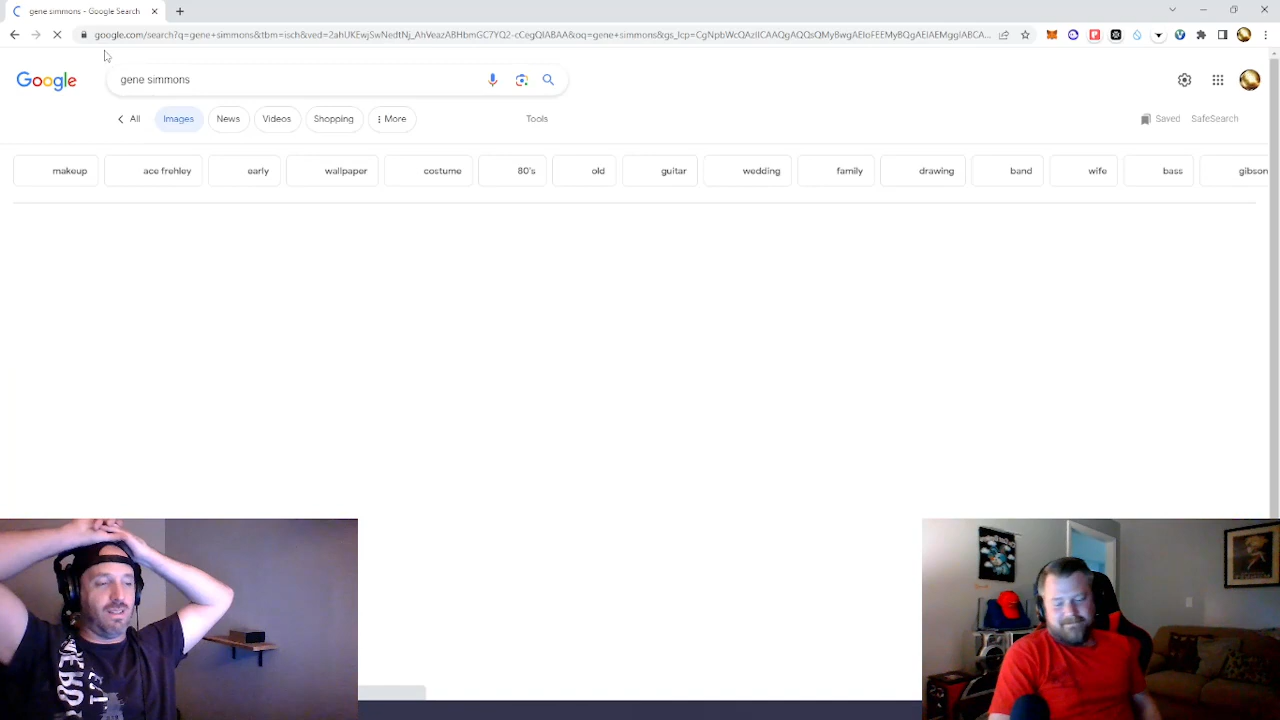 gene simmons - Google Search
google.com/search?q=gene+simmons&tbm=isch&ved=2ahUKEwjSwNedtNj_AhVeazABHbmGC7YQ2-cCegQIABAA&oq=gene+simmons&gs_lcp=CgNpbWcQAzIICAAQgAQQsQMyBwgAEIoFEEMyBQgAEIAEMggIABCA...
Google
gene simmons
All Images News Videos Shopping More Tools Saved SafeSearch
makeup ace frehley early wallpaper costume 80's old guitar wedding family drawing band wife bass gibson